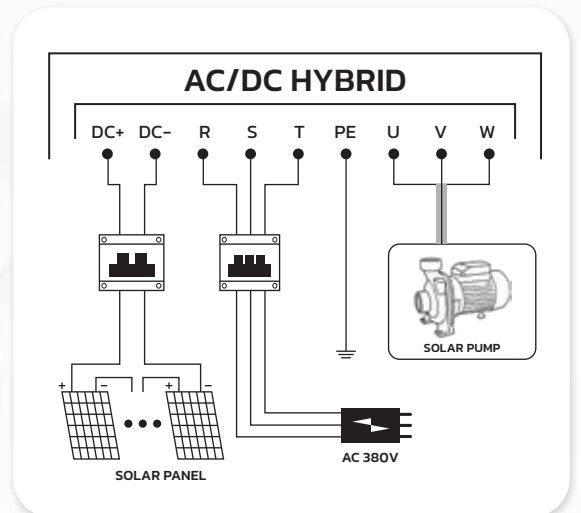 AC/DC HYBRID
DC+ DC- R S T PE U V W
SOLAR PUMP
+ - + -
AC 380V
SOLAR PANEL